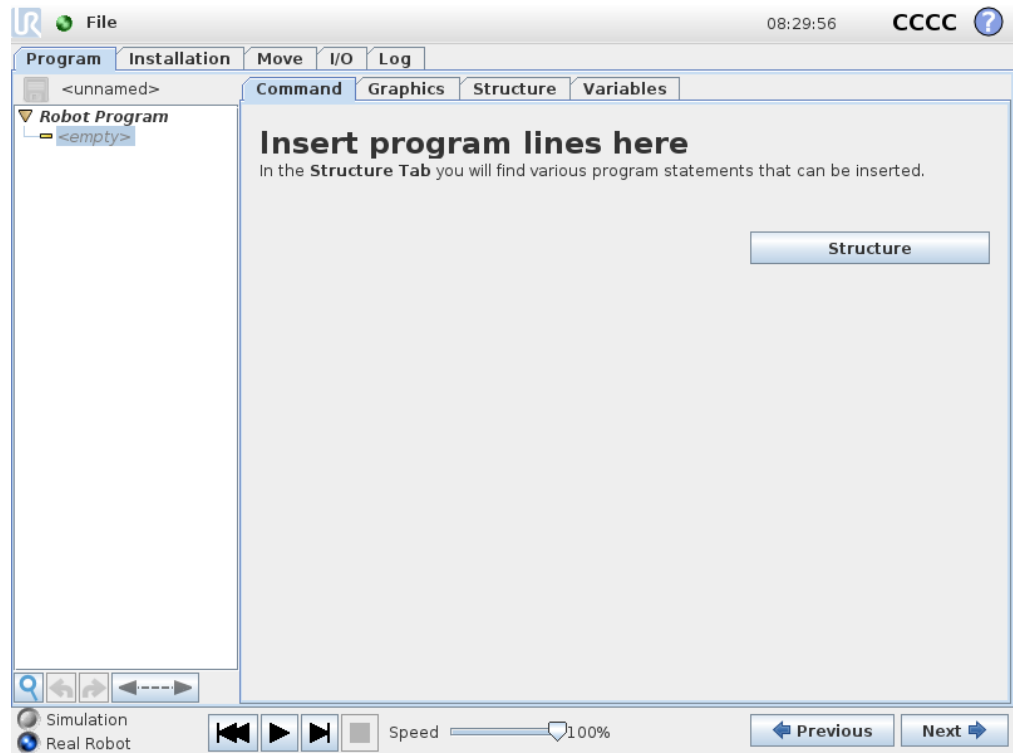 UR File 08:29:56 CCCC ?
Program Installation Move I/O Log
<unnamed> Command Graphics Structure Variables
Robot Program
<empty>
Insert program lines here
In the Structure Tab you will find various program statements that can be inserted.
Structure
Simulation
Real Robot
Speed 100% Previous Next